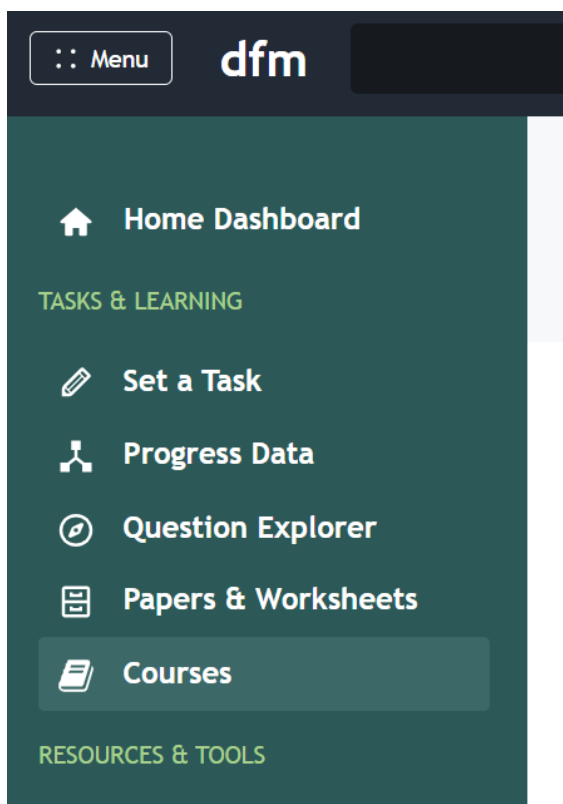 Menu
dfm
Home Dashboard
TASKS & LEARNING
Set a Task
Progress Data
Question Explorer
Papers & Worksheets
Courses
RESOURCES & TOOLS